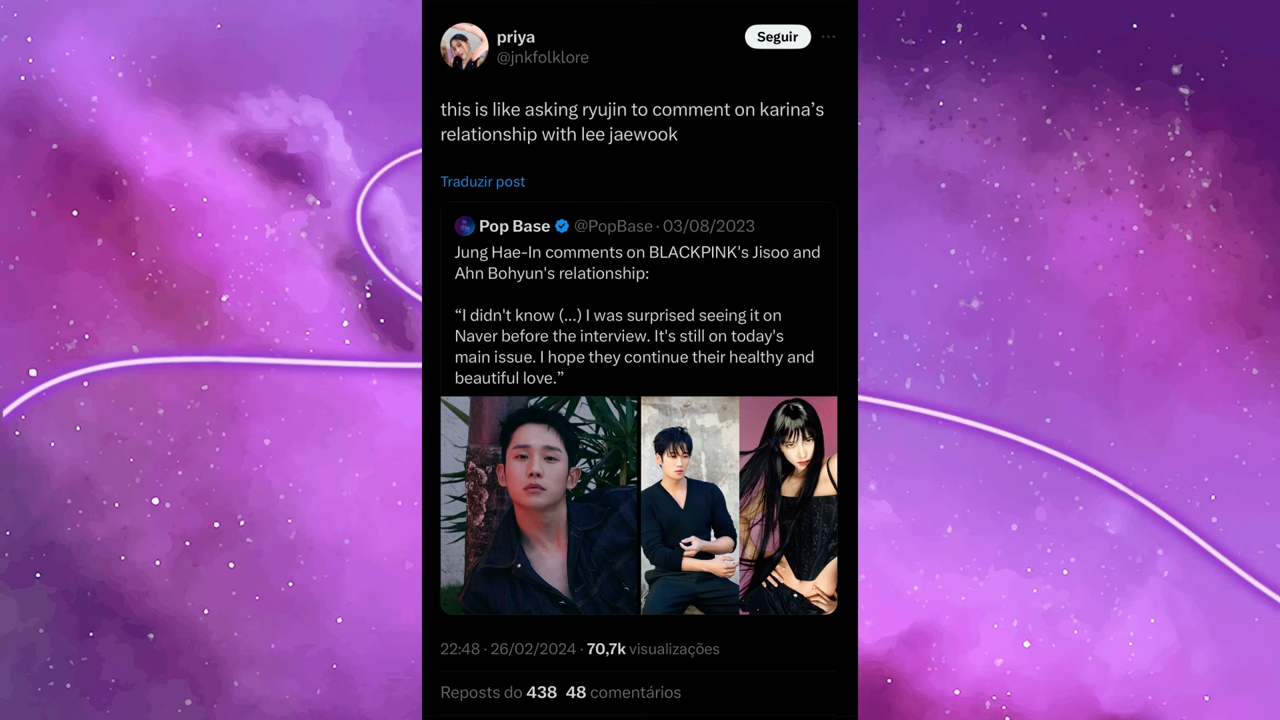 priya
@jnkfolklore
Seguir
this is like asking ryujin to comment on karina’s
relationship with lee jaewook
Traduzir post
Pop Base @PopBase · 03/08/2023
Jung Hae-In comments on BLACKPINK's Jisoo and
Ahn Bohyun's relationship:
“I didn't know (...) I was surprised seeing it on
Naver before the interview. It's still on today's
main issue. I hope they continue their healthy and
beautiful love.”
22:48 · 26/02/2024 · 70,7k visualizações
Reposts do 438 48 comentários